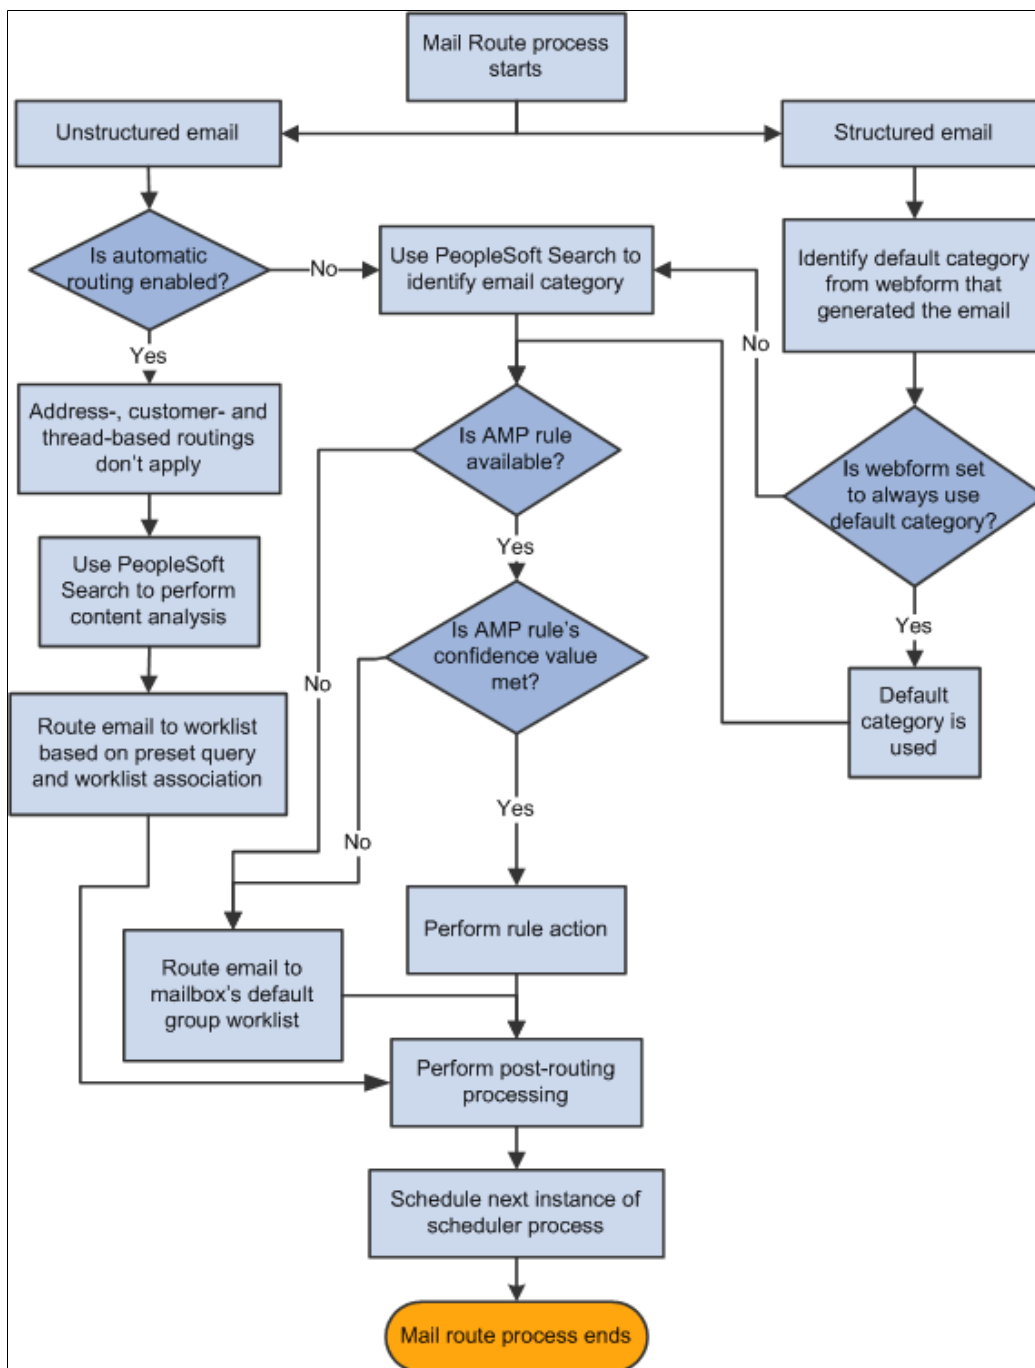 Mail Route process
starts
Unstructured email
Structured email
Is automatic
routing enabled?
No
Use PeopleSoft Search to
identify email category
Identify default category
from webform that
generated the email
No
Yes
Address-, customer- and
thread-based routings
don't apply
Is AMP rule
available?
Is webform set
to always use
default category?
Use PeopleSoft
Search to perform
content analysis
Yes
Is AMP rule's
confidence value
met?
Yes
No
Default
category is
used
Route email to worklist
based on preset query
and worklist association
Yes
No
Perform rule action
Route email to
mailbox's default
group worklist
Perform post-routing
processing
Schedule next instance of
scheduler process
Mail route process ends